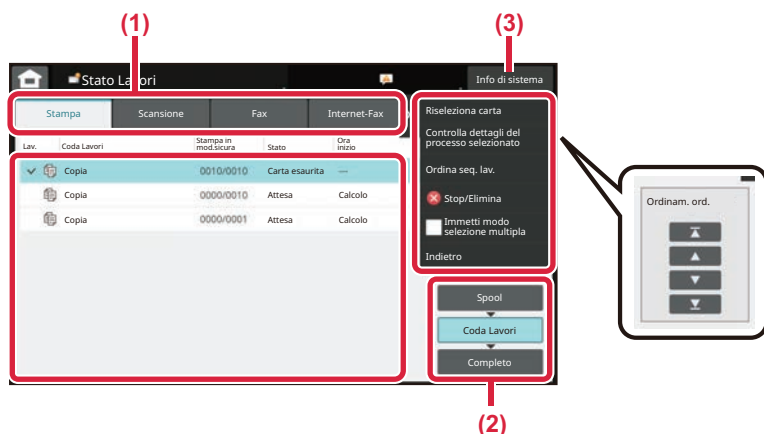 (1)
(3)
Stato Lavori
Info di sistema
Stampa
Scansione
Fax
Internet-Fax
Lav.
Coda Lavori
Stampa in
mod.sicura
Stato
Ora
inizio
Copia
0010/0010
Carta esaurita
—
Copia
0000/0010
Attesa
Calcolo
Copia
0000/0001
Attesa
Calcolo
Riseleziona carta
Controlla dettagli del
processo selezionato
Ordina seq. lav.
Stop/Elimina
Immetti modo
selezione multipla
Indietro
Spool
Coda Lavori
Completo
Ordinam. ord.
(2)